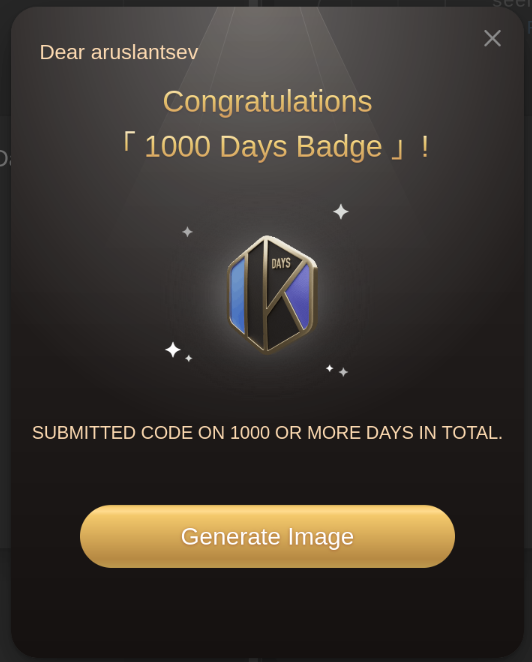 Dear aruslantsev
Congratulations
「 1000 Days Badge 」!
DAYS
K
SUBMITTED CODE ON 1000 OR MORE DAYS IN TOTAL.
Generate Image